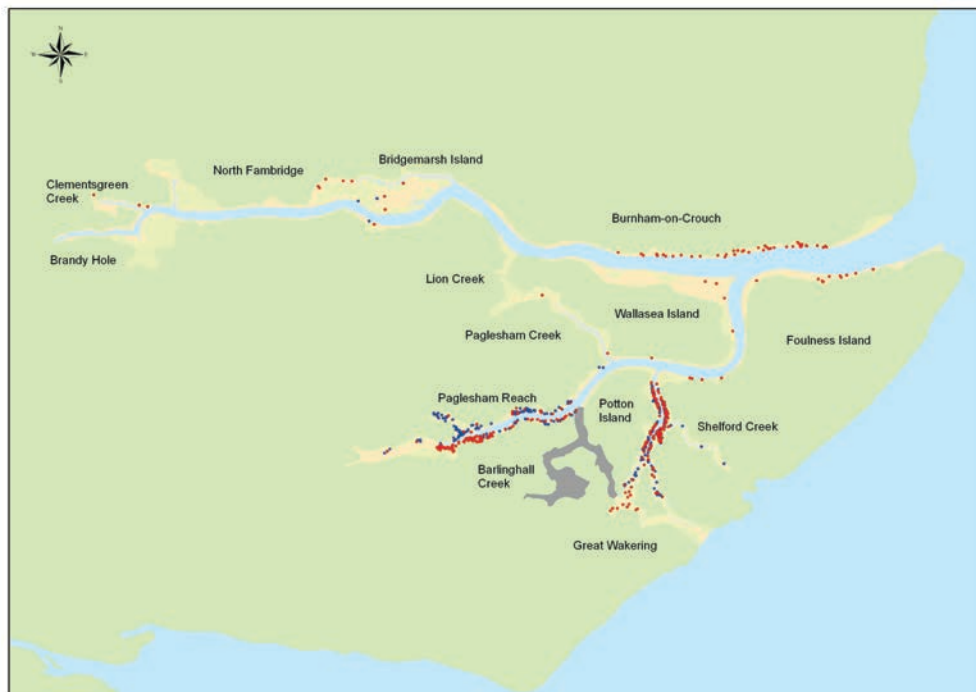 N
W
E
S
Bridgemarsh Island
North Fambridge
Clementsgreen
Creek
Burnham-on-Crouch
Brandy Hole
Lion Creek
Wallasea Island
Paglesham Creek
Foulness Island
Paglesham Reach
Potton
Island
Shelford Creek
Barlinghall
Creek
Great Wakering